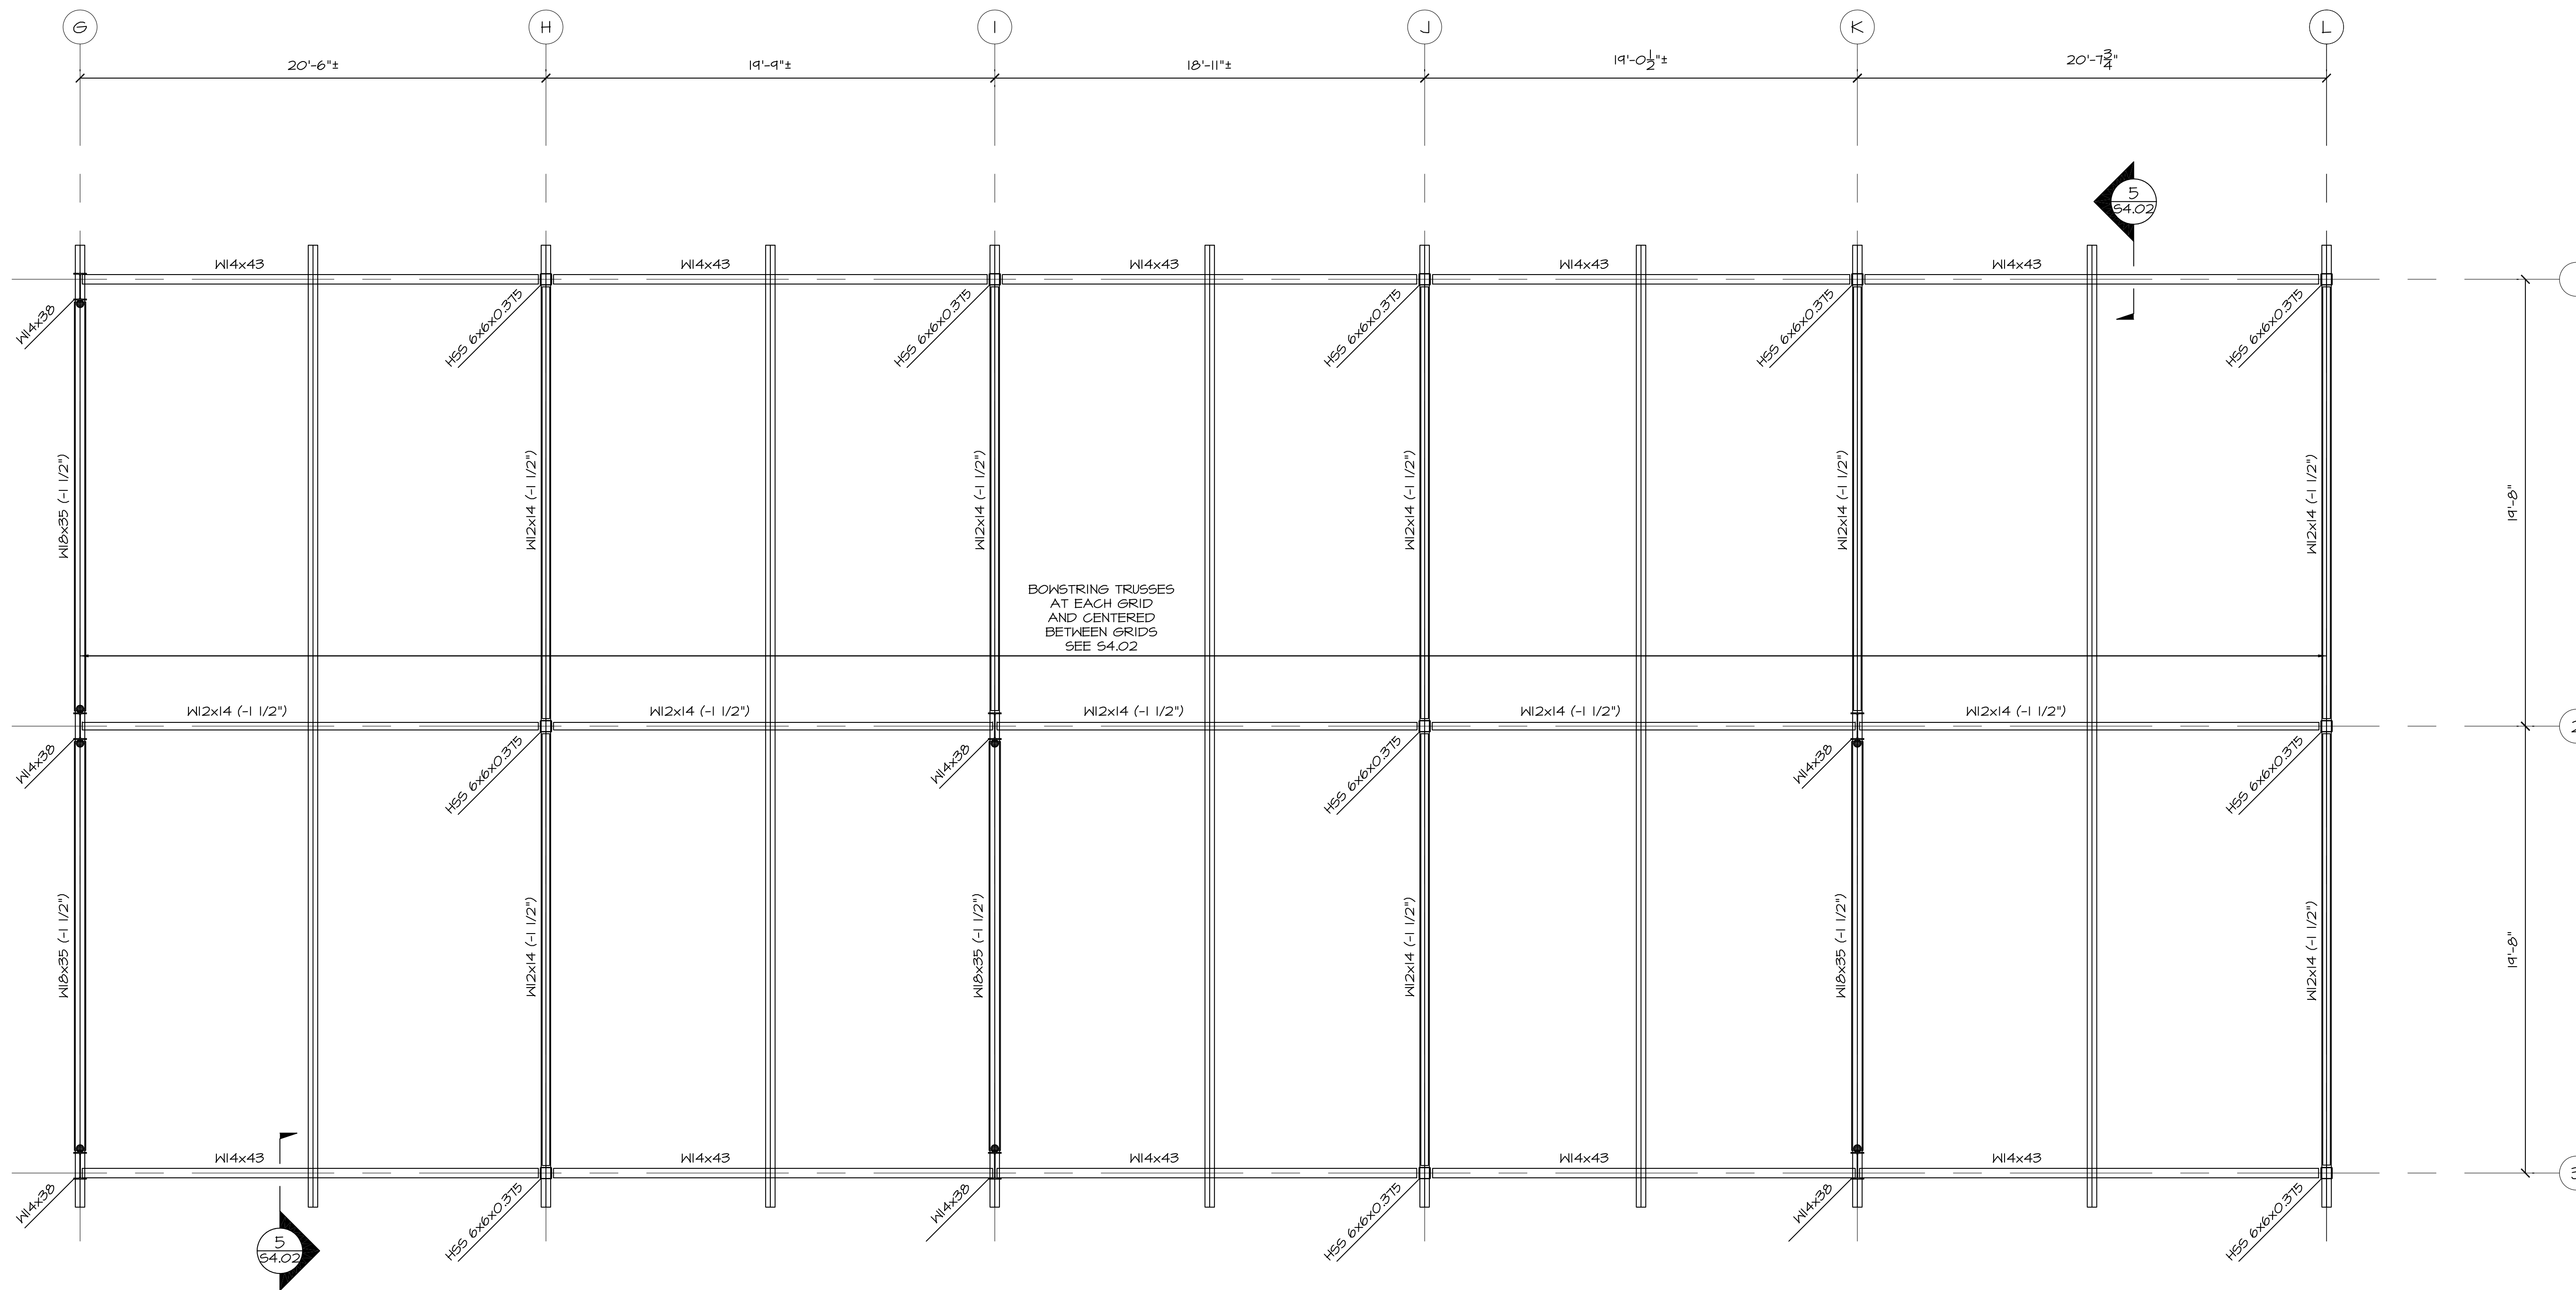 G
H
I
J
K
L
20'-6"±
19'-9"±
18'-11"±
19'-0 1/2"±
20'-7 3/4"
5
S4.02
W14x43
W14x43
W14x43
W14x43
W14x43
W14x38
HSS 6x6x0.375
HSS 6x6x0.375
HSS 6x6x0.375
HSS 6x6x0.375
HSS 6x6x0.375
W18x35 (-1 1/2")
W12x14 (-1 1/2")
W12x14 (-1 1/2")
W12x14 (-1 1/2")
W12x14 (-1 1/2")
W12x14 (-1 1/2")
19'-8"
BOWSTRING TRUSSES
AT EACH GRID
AND CENTERED
BETWEEN GRIDS
SEE S4.02
W12x14 (-1 1/2")
W12x14 (-1 1/2")
W12x14 (-1 1/2")
W12x14 (-1 1/2")
W12x14 (-1 1/2")
W14x38
HSS 6x6x0.375
W14x38
HSS 6x6x0.375
W14x38
HSS 6x6x0.375
W18x35 (-1 1/2")
W12x14 (-1 1/2")
W18x35 (-1 1/2")
W12x14 (-1 1/2")
W18x35 (-1 1/2")
W12x14 (-1 1/2")
19'-8"
W14x43
W14x43
W14x43
W14x43
W14x43
W14x38
HSS 6x6x0.375
W14x38
HSS 6x6x0.375
W14x38
HSS 6x6x0.375
5
S4.02